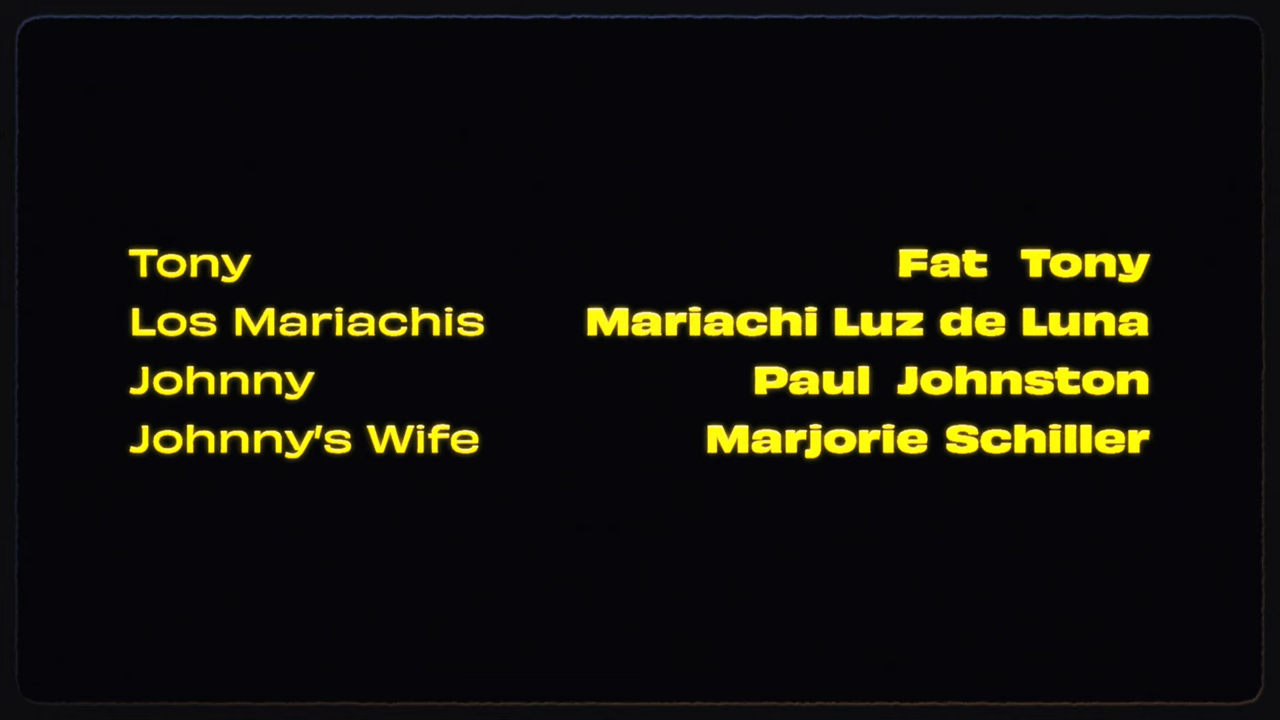 Tony Fat Tony
Los Mariachis Mariachi Luz de Luna
Johnny Paul Johnston
Johnny's Wife Marjorie Schiller